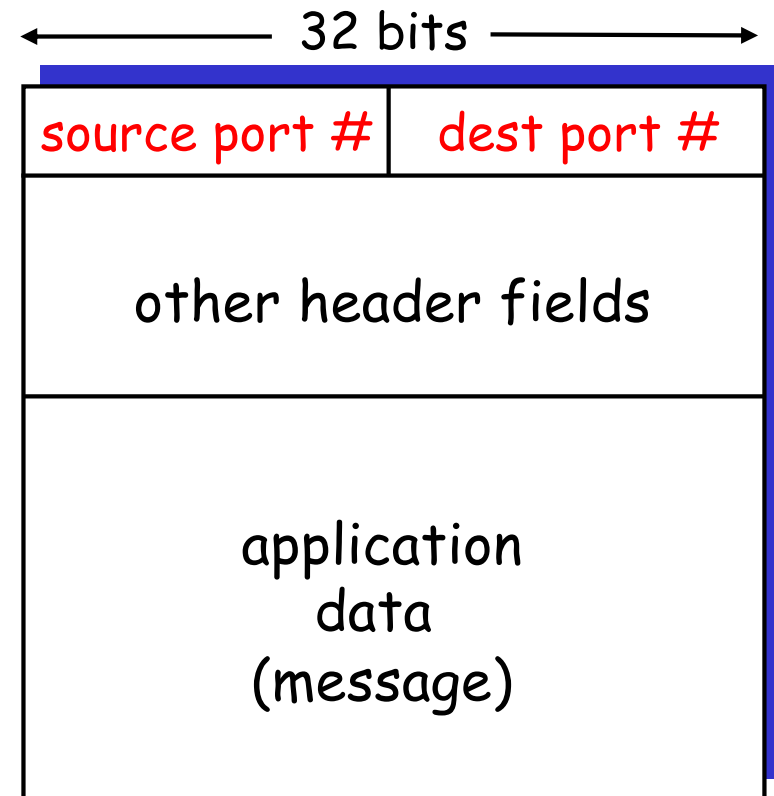 32 bits
source port # dest port #
other header fields
application
data
(message)